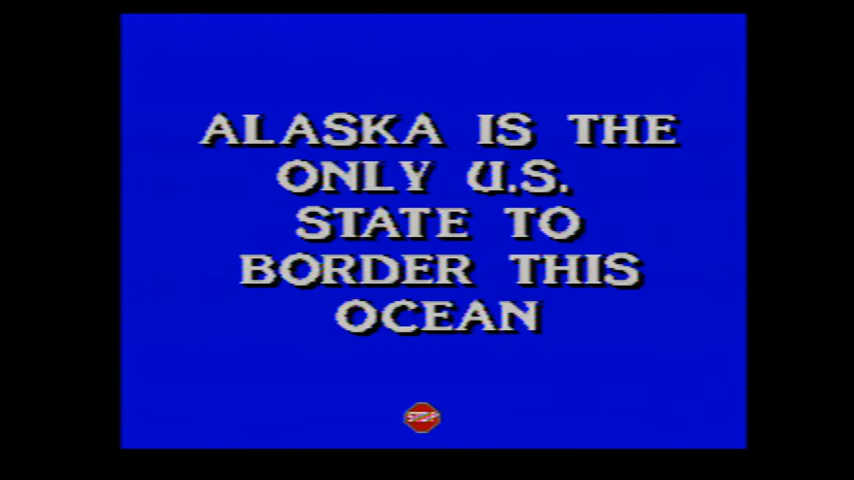 ALASKA IS THE
ONLY U.S.
STATE TO
BORDER THIS
OCEAN
STOP